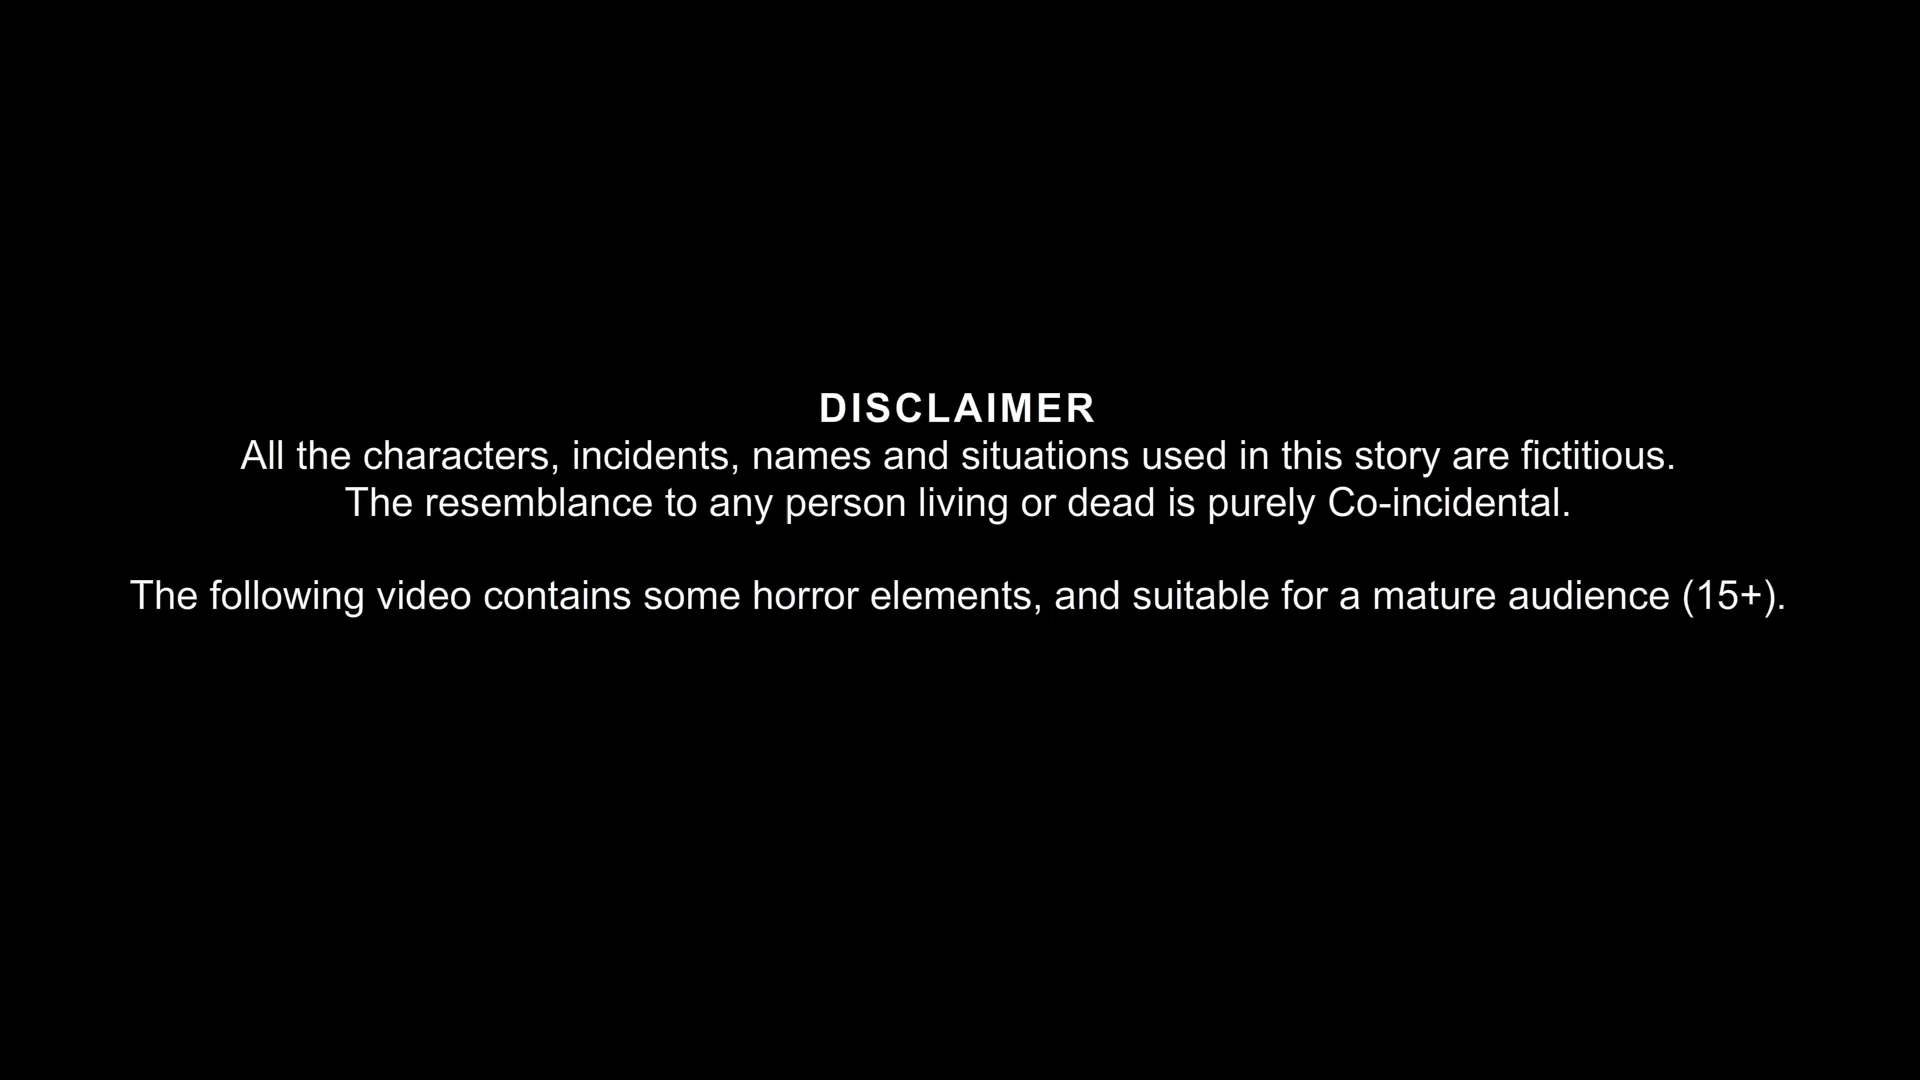 DISCLAIMER
All the characters, incidents, names and situations used in this story are fictitious.
The resemblance to any person living or dead is purely Co-incidental.
The following video contains some horror elements, and suitable for a mature audience (15+).